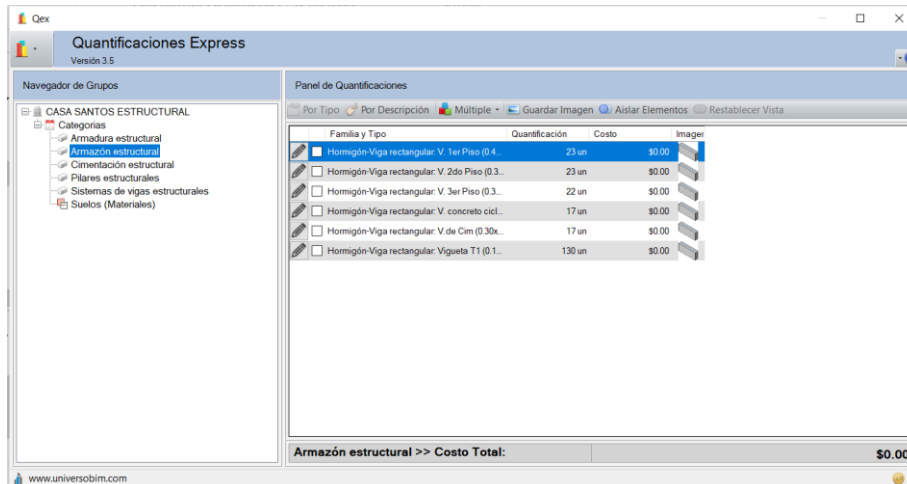 Qex
Quantificaciones Express
Versión 3.5
Navegador de Grupos
CASA SANTOS ESTRUCTURAL
Categorias
Armadura estructural
Armazón estructural
Cimentación estructural
Pilares estructurales
Sistemas de vigas estructurales
Suelos (Materiales)
Panel de Quantificaciones
Por Tipo Por Descripción Múltiple Guardar Imagen Aislar Elementos Restablecer Vista
Familia y Tipo Quantificación Costo Imager
Hormigón-Viga rectangular: V. 1er Piso (0.4... 23 un $0.00
Hormigón-Viga rectangular: V. 2do Piso (0.3... 23 un $0.00
Hormigón-Viga rectangular: V. 3er Piso (0.3... 22 un $0.00
Hormigón-Viga rectangular: V. concreto cicl... 17 un $0.00
Hormigón-Viga rectangular: V.de Cim (0.30x... 17 un $0.00
Hormigón-Viga rectangular: Vigueta T1 (0.1... 130 un $0.00
Armazón estructural >> Costo Total: $0.00
www.universobim.com